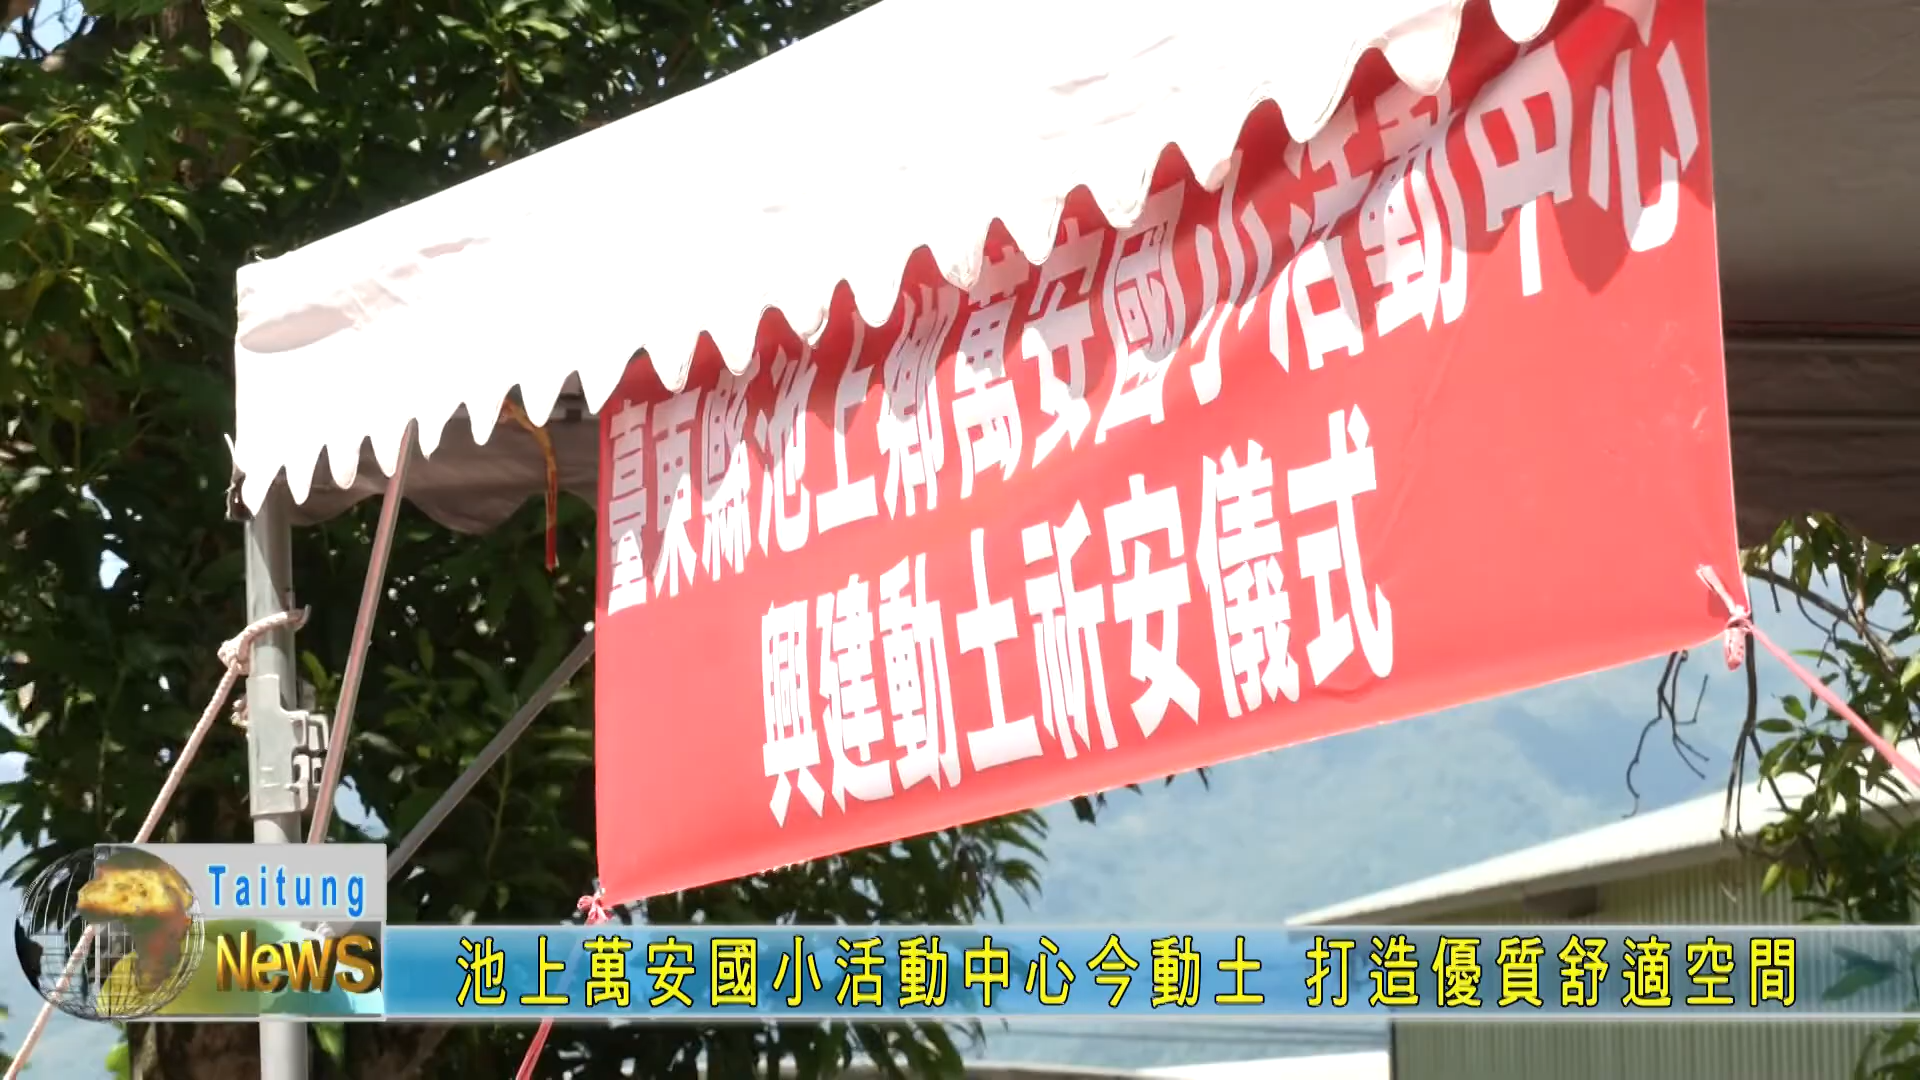 臺東縣池上鄉萬安國小活動中心
興建動土祈安儀式
Taitung
News
池上萬安國小活動中心今動土 打造優質舒適空間